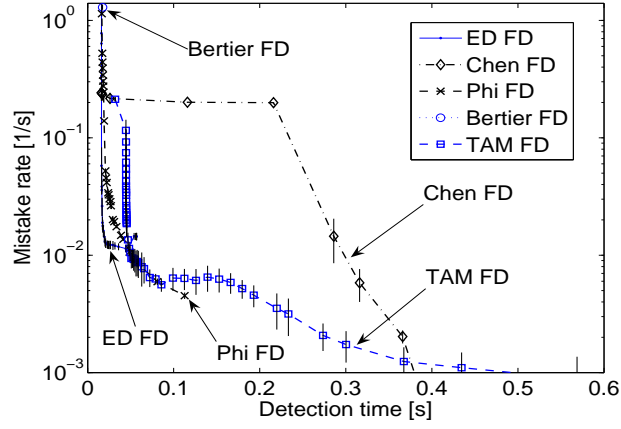 10^0
10^-1
10^-2
10^-3
Mistake rate [1/s]
0
0.1
0.2
0.3
0.4
0.5
0.6
Detection time [s]
ED FD
Chen FD
Phi FD
Bertier FD
TAM FD
Bertier FD
Chen FD
TAM FD
ED FD
Phi FD